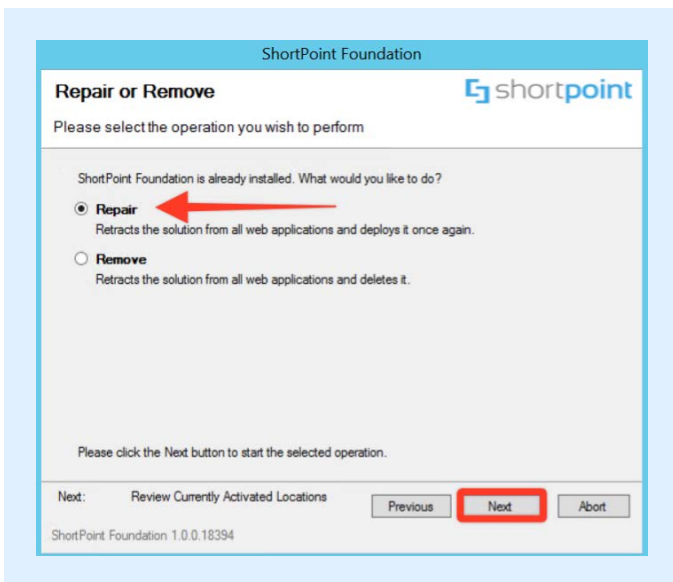 ShortPoint Foundation
Repair or Remove
shortpoint
Please select the operation you wish to perform
ShortPoint Foundation is already installed. What would you like to do?
Repair
Retracts the solution from all web applications and deploys it once again.
Remove
Retracts the solution from all web applications and deletes it.
Please click the Next button to start the selected operation.
Next: Review Currently Activated Locations
Previous Next Abort
ShortPoint Foundation 1.0.0.18394